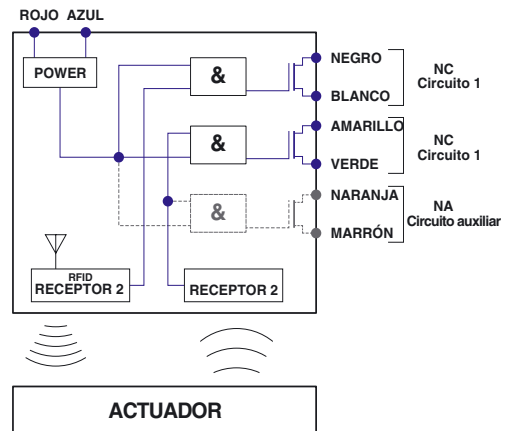 ROJO AZUL
POWER
&
NEGRO
BLANCO
NC
Circuito 1
&
AMARILLO
VERDE
NC
Circuito 1
&
NARANJA
MARRÓN
NA
Circuito auxiliar
RFID
RECEPTOR 2
RECEPTOR 2
ACTUADOR